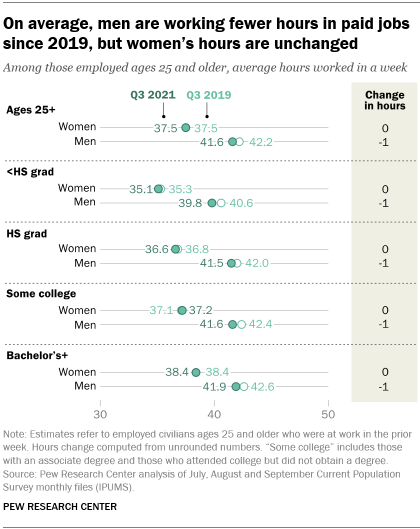 On average, men are working fewer hours in paid jobs
since 2019, but women's hours are unchanged
Among those employed ages 25 and older, average hours worked in a week
Q3 2021 Q3 2019
Change
in hours
Ages 25+
Women 37.5 37.5 0
Men 41.6 42.2 -1
<HS grad
Women 35.1 35.3 0
Men 39.8 40.6 -1
HS grad
Women 36.6 36.8 0
Men 41.5 42.0 -1
Some college
Women 37.1 37.2 0
Men 41.6 42.4 -1
Bachelor's+
Women 38.4 38.4 0
Men 41.9 42.6 -1
30 40 50
Note: Estimates refer to employed civilians ages 25 and older who were at work in the prior
week. Hours change computed from unrounded numbers. "Some college" includes those
with an associate degree and those who attended college but did not obtain a degree.
Source: Pew Research Center analysis of July, August and September Current Population
Survey monthly files (IPUMS).
PEW RESEARCH CENTER